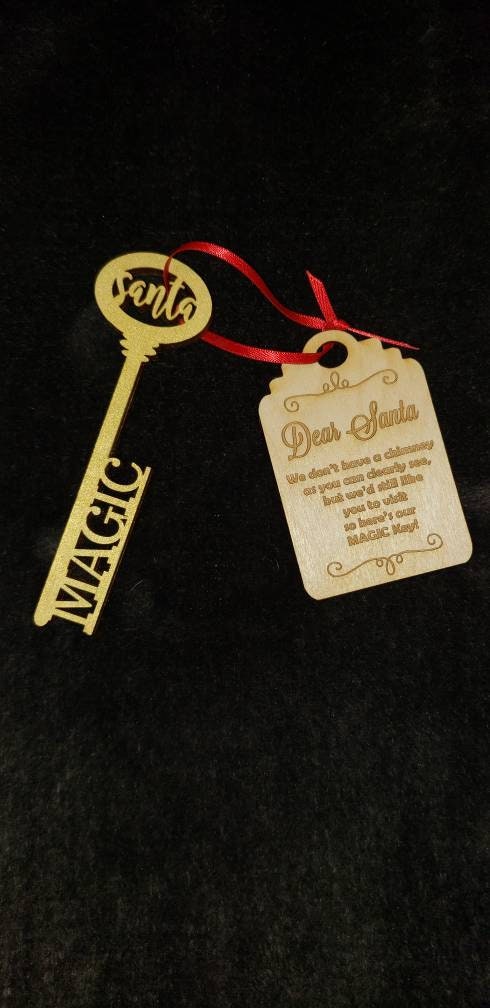 santa
MAGIC
Dear Santa
We don't have a chimney
as you can clearly see,
but we'd still like
you to visit
so here's our
MAGIC Key!